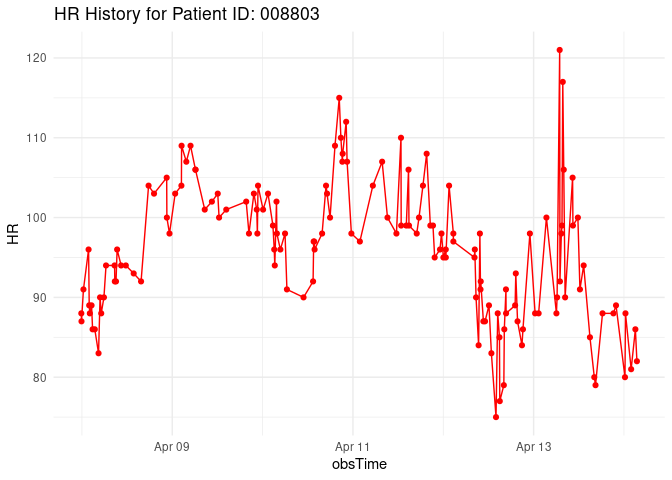 HR History for Patient ID: 008803
120
110
100
90
80
HR
Apr 09
Apr 11
Apr 13
obsTime